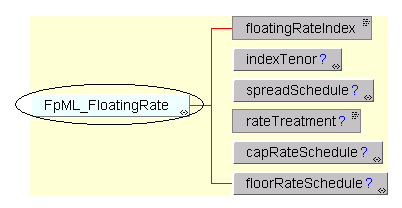 floatingRateIndex
indexTenor?
spreadSchedule?
FpML_FloatingRate
rateTreatment?
capRateSchedule?
floorRateSchedule?